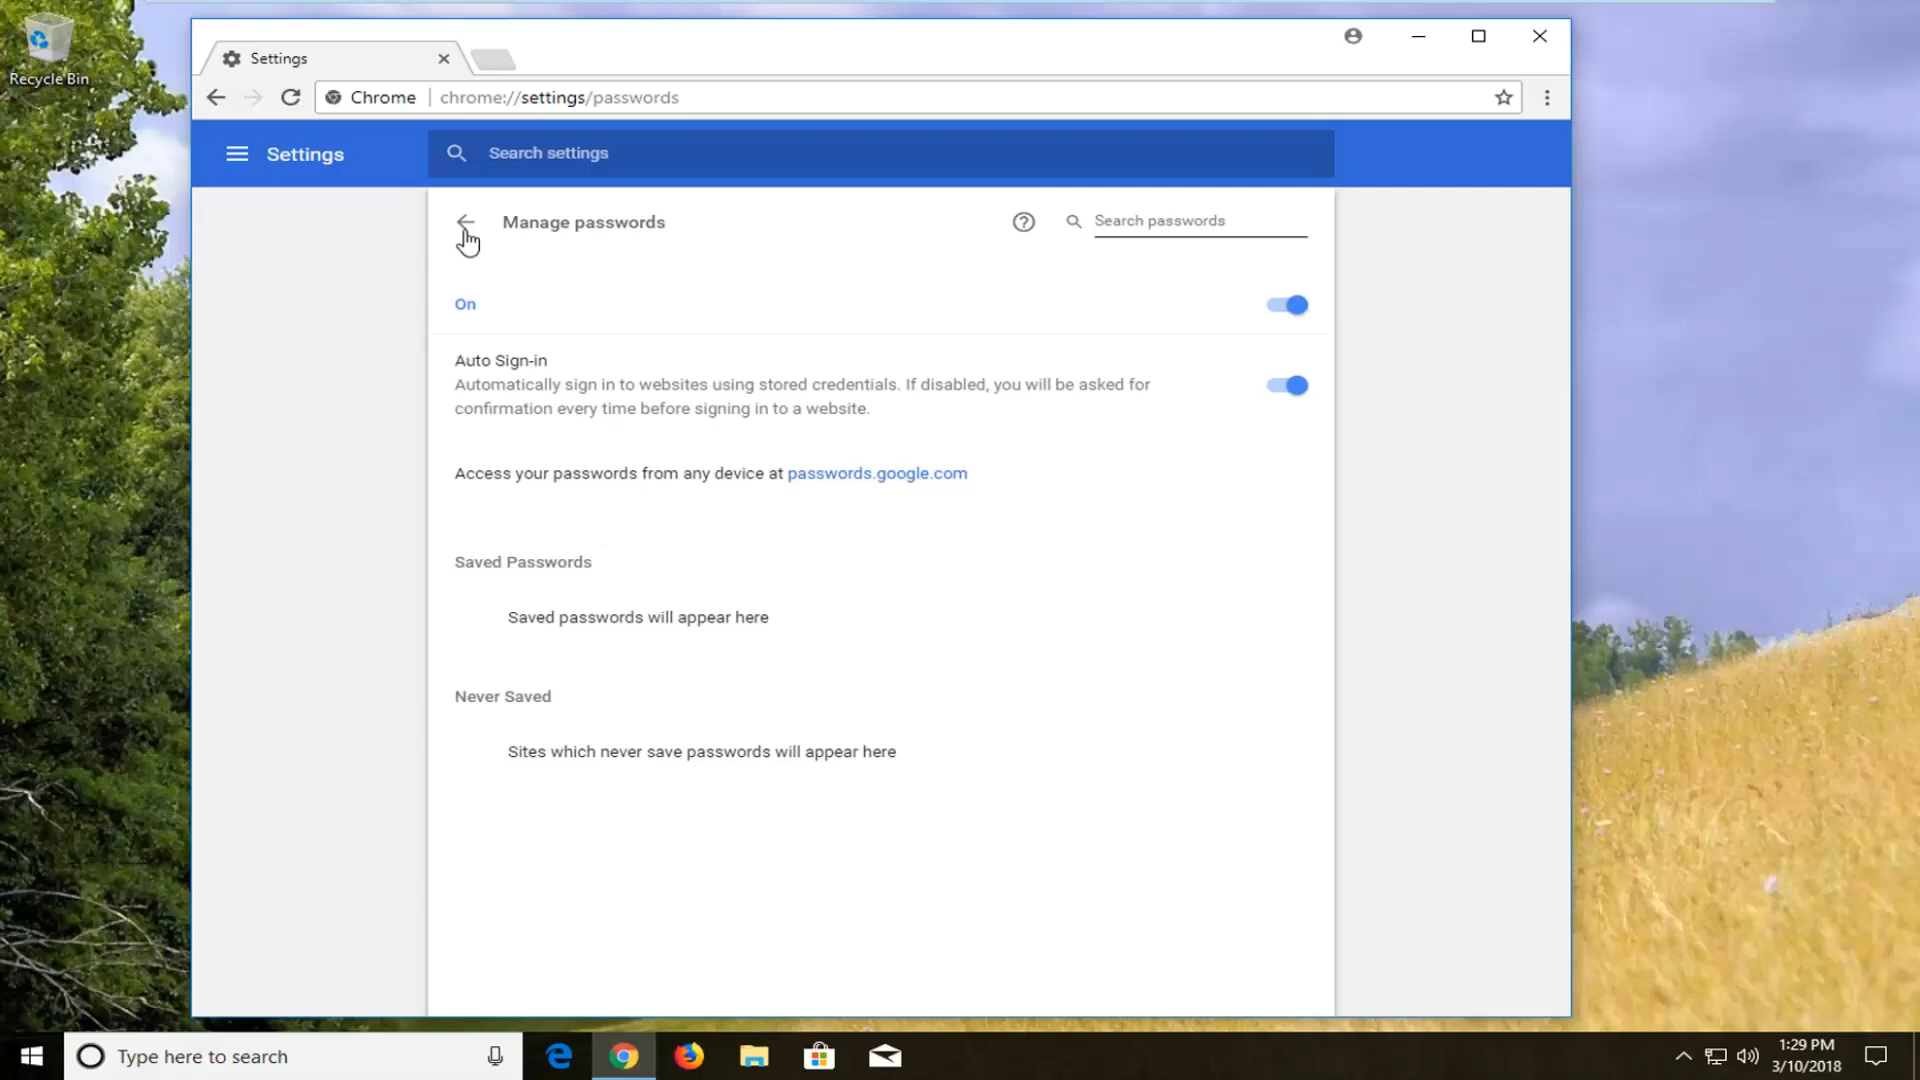 Recycle Bin
Settings
Chrome
chrome://settings/passwords
Settings
Search settings
Manage passwords
Search passwords
On
Auto Sign-in
Automatically sign in to websites using stored credentials. If disabled, you will be asked for
confirmation every time before signing in to a website.
Access your passwords from any device at passwords.google.com
Saved Passwords
Saved passwords will appear here
Never Saved
Sites which never save passwords will appear here
Type here to search
1:29 PM
3/10/2018